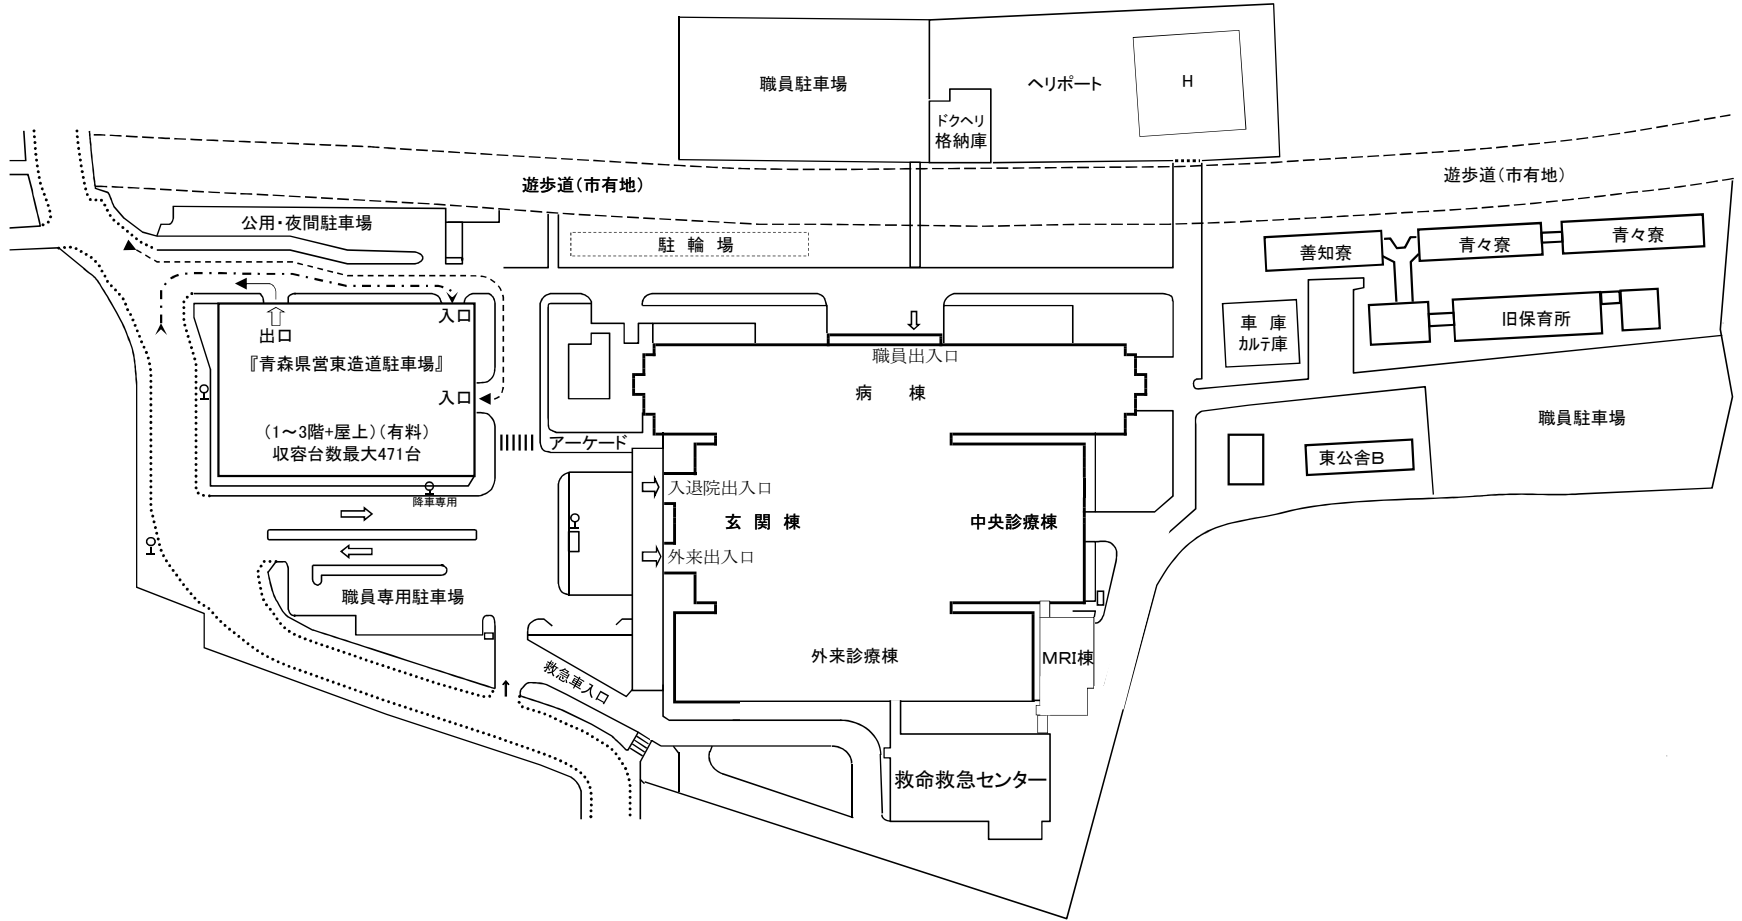 職員駐車場
ヘリポート
H
ドクヘリ
格納庫
遊歩道（市有地）
遊歩道（市有地）
公用・夜間駐車場
駐 輪 場
善知寮
青々寮
青々寮
入口
出口
『青森県営東造道駐車場』
入口
（1～3階+屋上）（有料）
収容台数最大471台
降車専用
アーケード
職員出入口
病 棟
車 庫
ｶﾙﾃ庫
旧保育所
職員駐車場
東公舎B
入退院出入口
玄 関 棟
中央診療棟
外来出入口
職員専用駐車場
外来診療棟
MRI棟
救急車入口
救命救急センター